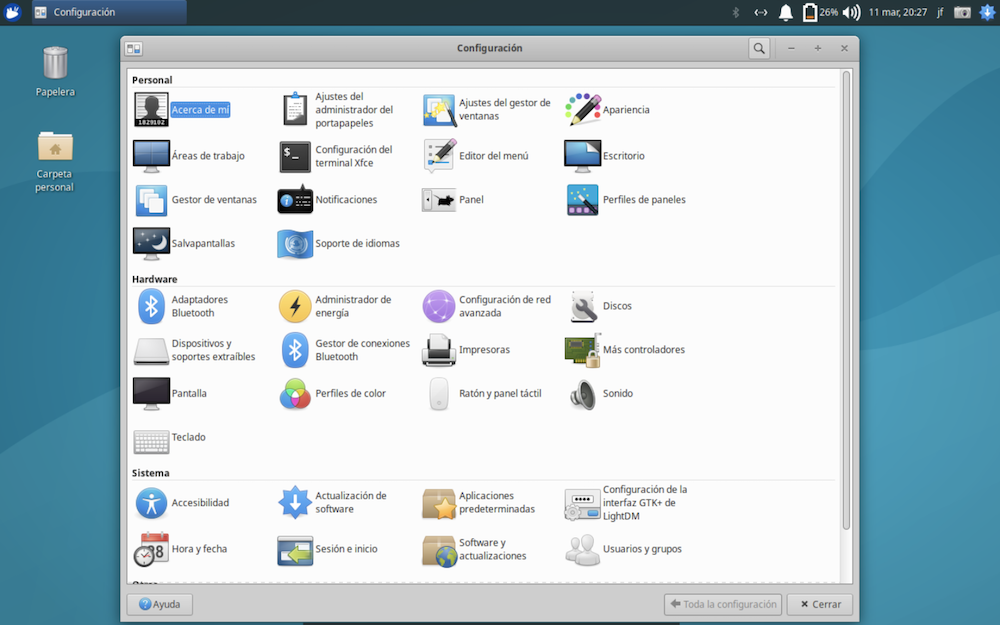 Configuración
26%
11 mar, 20:27
jf
Papelera
Carpeta
personal
Configuración
Personal
Acerca de mí
Ajustes del
administrador del
portapapeles
Ajustes del gestor de
ventanas
Apariencia
Áreas de trabajo
Configuración del
terminal Xfce
Editor del menú
Escritorio
Gestor de ventanas
Notificaciones
Panel
Perfiles de paneles
Salvapantallas
Soporte de idiomas
Hardware
Adaptadores
Bluetooth
Administrador de
energía
Configuración de red
avanzada
Discos
Dispositivos y
soportes extraíbles
Gestor de conexiones
Bluetooth
Impresoras
Más controladores
Pantalla
Perfiles de color
Ratón y panel táctil
Sonido
Teclado
Sistema
Accesibilidad
Actualización de
software
Aplicaciones
predeterminadas
Configuración de la
interfaz GTK+ de
LightDM
Hora y fecha
Sesión e inicio
Software y
actualizaciones
Usuarios y grupos
Ayuda
Toda la configuración
Cerrar